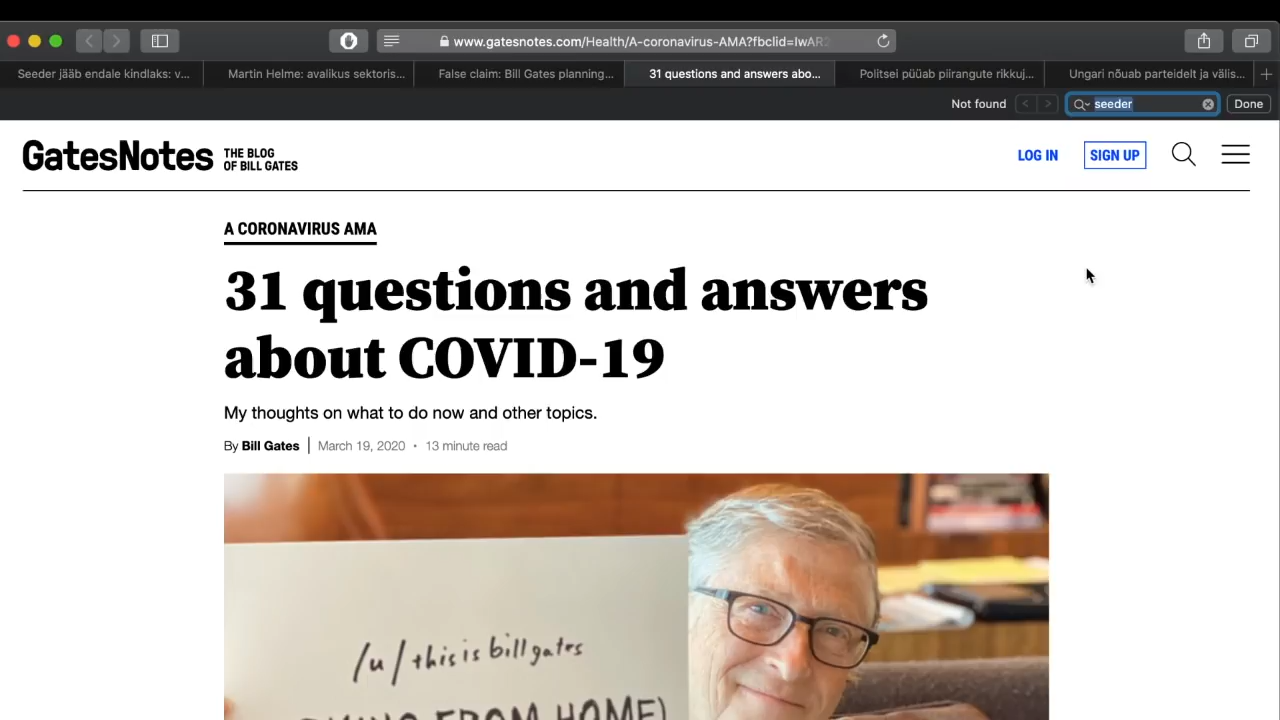 www.gatesnotes.com/Health/A-coronavirus-AMA?fbclid=IwAR2
Seeder jääb endale kindlaks: v...
Martin Helme: avalikus sektoris...
False claim: Bill Gates planning...
31 questions and answers abo...
Politsei püüab piirangute rikkuj...
Ungari nõuab parteidelt ja välis...
Not found
seeder
Done
GatesNotes
THE BLOG
OF BILL GATES
LOG IN
SIGN UP
A CORONAVIRUS AMA
31 questions and answers
about COVID-19
My thoughts on what to do now and other topics.
By Bill Gates | March 19, 2020 • 13 minute read
/u/thisisbillgates
FROM HOME)